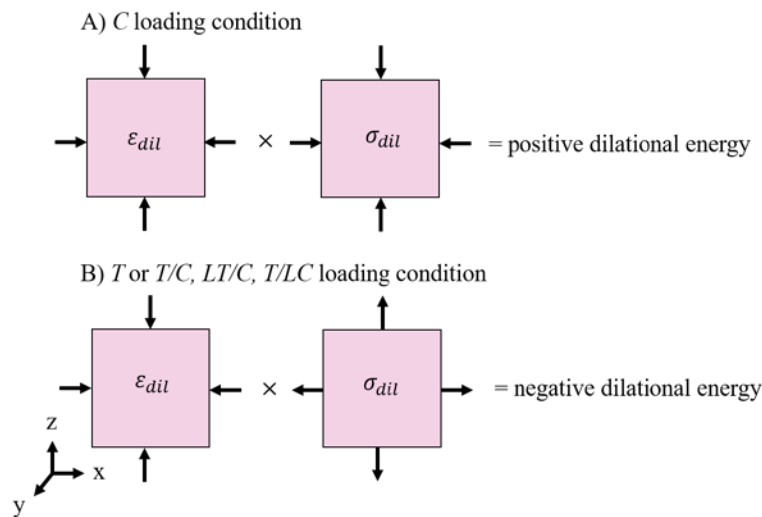 A) C loading condition
ε_dil × σ_dil = positive dilational energy
B) T or T/C, LT/C, T/LC loading condition
ε_dil × σ_dil = negative dilational energy
z
x
y